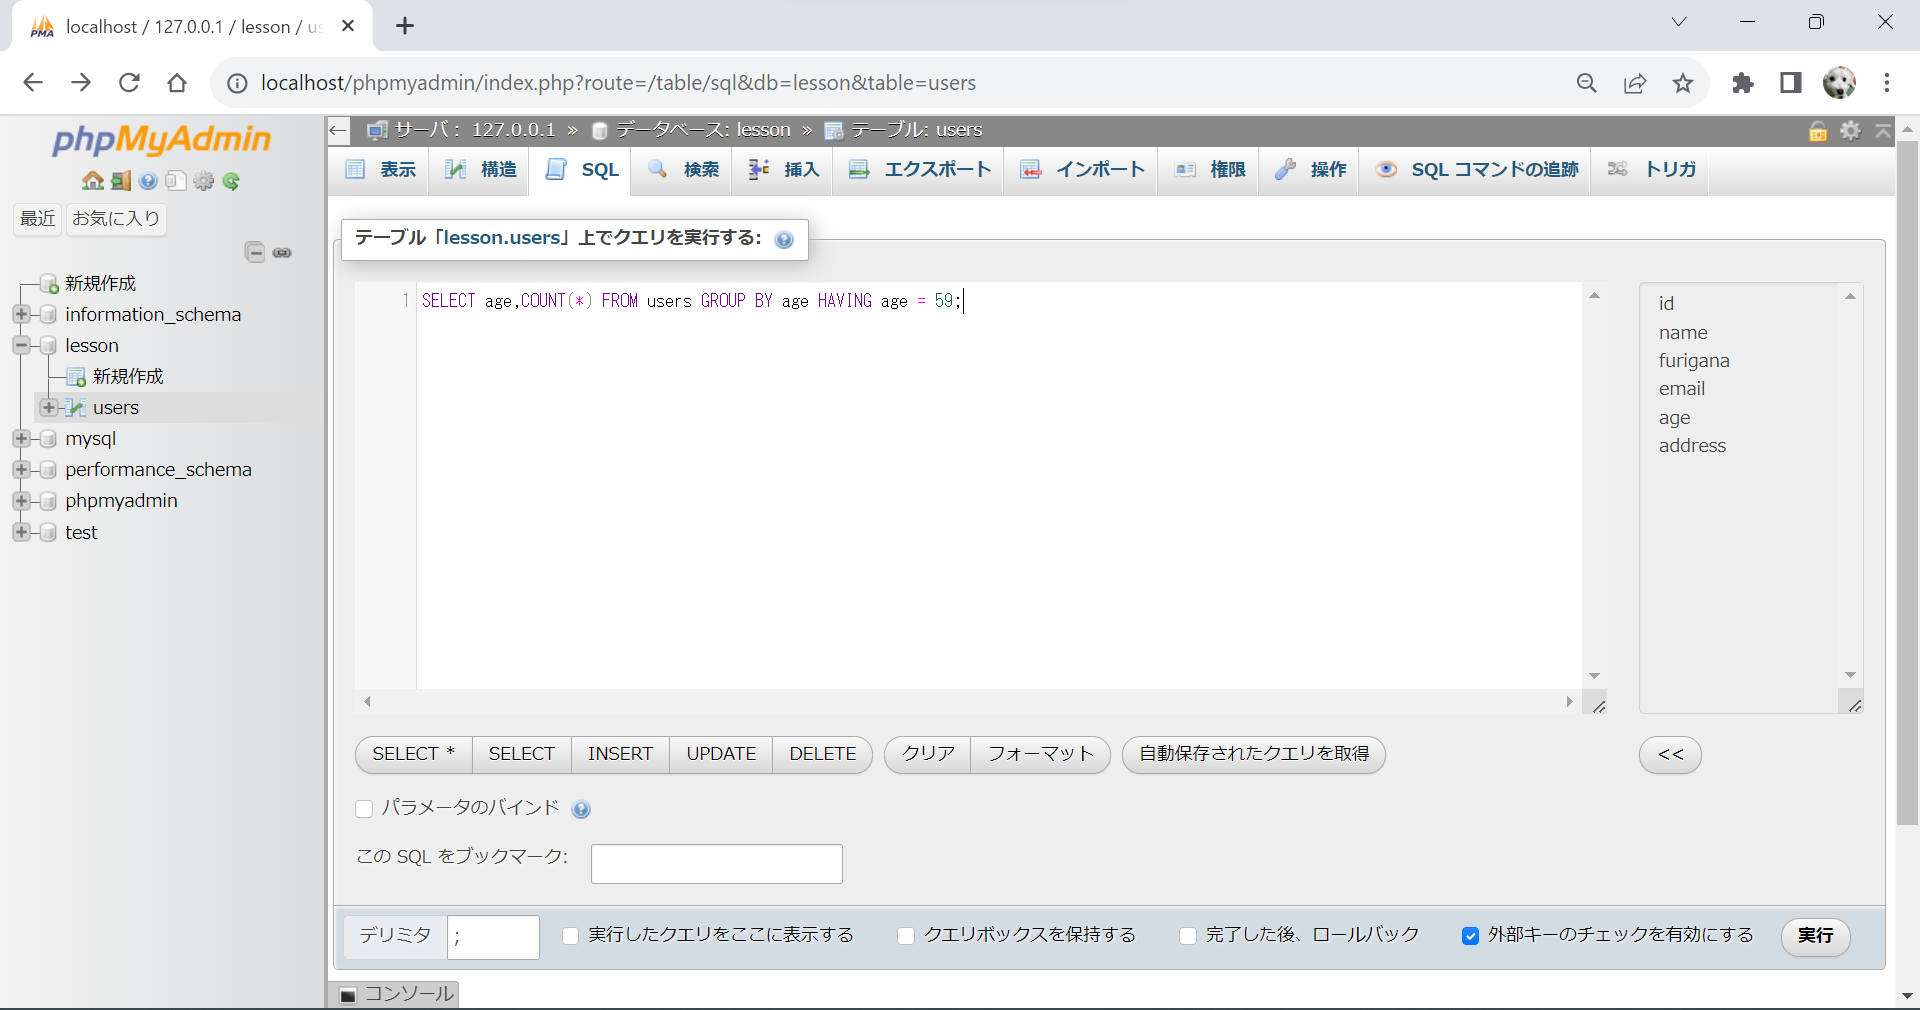 localhost / 127.0.0.1 / lesson / us
localhost/phpmyadmin/index.php?route=/table/sql&db=lesson&table=users
phpMyAdmin
最近 お気に入り
新規作成
information_schema
lesson
新規作成
users
mysql
performance_schema
phpmyadmin
test
サーバ: 127.0.0.1 » データベース: lesson » テーブル: users
表示 構造 SQL 検索 挿入 エクスポート インポート 権限 操作 SQL コマンドの追跡 トリガ
テーブル「lesson.users」上でクエリを実行する:
1 SELECT age,COUNT(*) FROM users GROUP BY age HAVING age = 59;
id
name
furigana
email
age
address
SELECT * SELECT INSERT UPDATE DELETE クリア フォーマット 自動保存されたクエリを取得 <<
パラメータのバインド
この SQL をブックマーク:
デリミタ ; 実行したクエリをここに表示する クエリボックスを保持する 完了した後、ロールバック 外部キーのチェックを有効にする 実行
コンソール